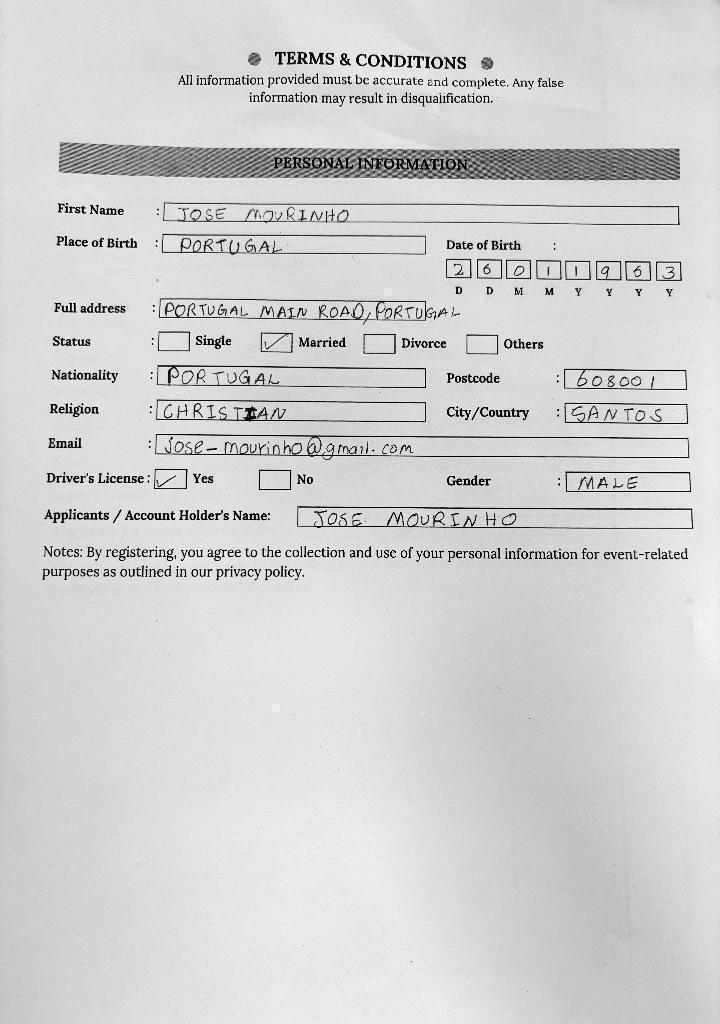 TERMS & CONDITIONS
All information provided must be accurate and complete. Any false
information may result in disqualification.
PERSONAL INFORMATION
First Name : JOSE MOURINHO
Place of Birth : PORTUGAL Date of Birth :
2 6 0 1 1 9 6 3
D D M M Y Y Y Y
Full address : PORTUGAL MAIN ROAD, PORTUGAL
Status : Single ✓ Married Divorce Others
Nationality : PORTUGAL Postcode : 608001
Religion : CHRISTIAN City/Country : SANTOS
Email : Jose-mourinho@gmail.com
Driver's License : ✓ Yes No Gender : MALE
Applicants / Account Holder's Name: JOSE MOURINHO
Notes: By registering, you agree to the collection and use of your personal information for event-related
purposes as outlined in our privacy policy.